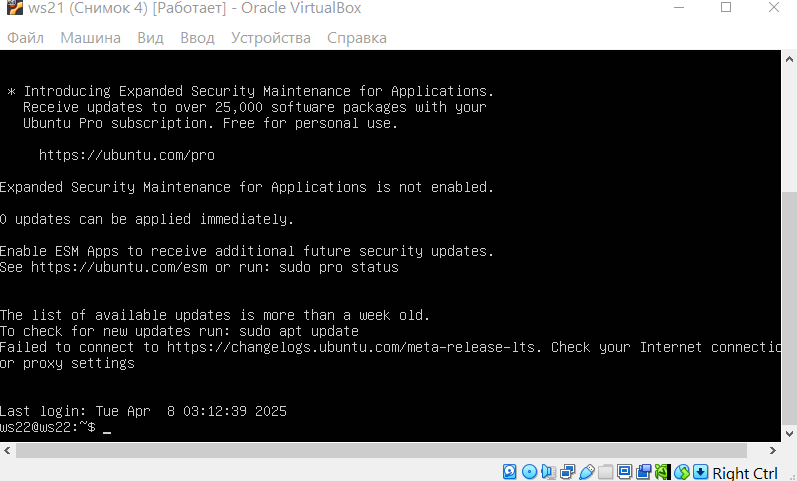 ws21 (Снимок 4) [Работает] - Oracle VirtualBox
Файл Машина Вид Ввод Устройства Справка
* Introducing Expanded Security Maintenance for Applications.
Receive updates to over 25,000 software packages with your
Ubuntu Pro subscription. Free for personal use.
https://ubuntu.com/pro
Expanded Security Maintenance for Applications is not enabled.
0 updates can be applied immediately.
Enable ESM Apps to receive additional future security updates.
See https://ubuntu.com/esm or run: sudo pro status
The list of available updates is more than a week old.
To check for new updates run: sudo apt update
Failed to connect to https://changelogs.ubuntu.com/meta-release-lts. Check your Internet connectio
or proxy settings
Last login: Tue Apr  8 03:12:39 2025
ws22@ws22:~$ _
Right Ctrl